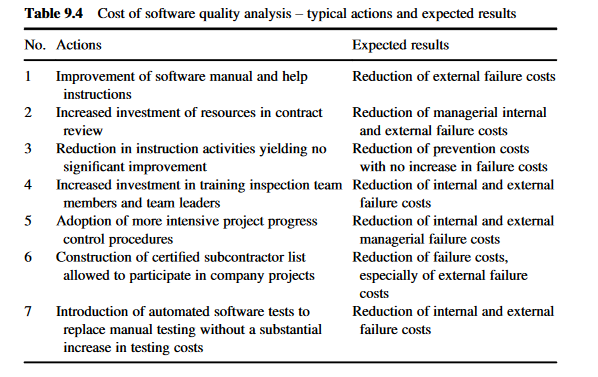 Table 9.4 Cost of software quality analysis – typical actions and expected results
No. Actions Expected results
1 Improvement of software manual and help Reduction of external failure costs
instructions
2 Increased investment of resources in contract Reduction of managerial internal
review and external failure costs
3 Reduction in instruction activities yielding no Reduction of prevention costs
significant improvement with no increase in failure costs
4 Increased investment in training inspection team Reduction of internal and external
members and team leaders failure costs
5 Adoption of more intensive project progress Reduction of internal and external
control procedures managerial failure costs
6 Construction of certified subcontractor list Reduction of failure costs,
allowed to participate in company projects especially of external failure
costs
7 Introduction of automated software tests to Reduction of internal and external
replace manual testing without a substantial failure costs
increase in testing costs